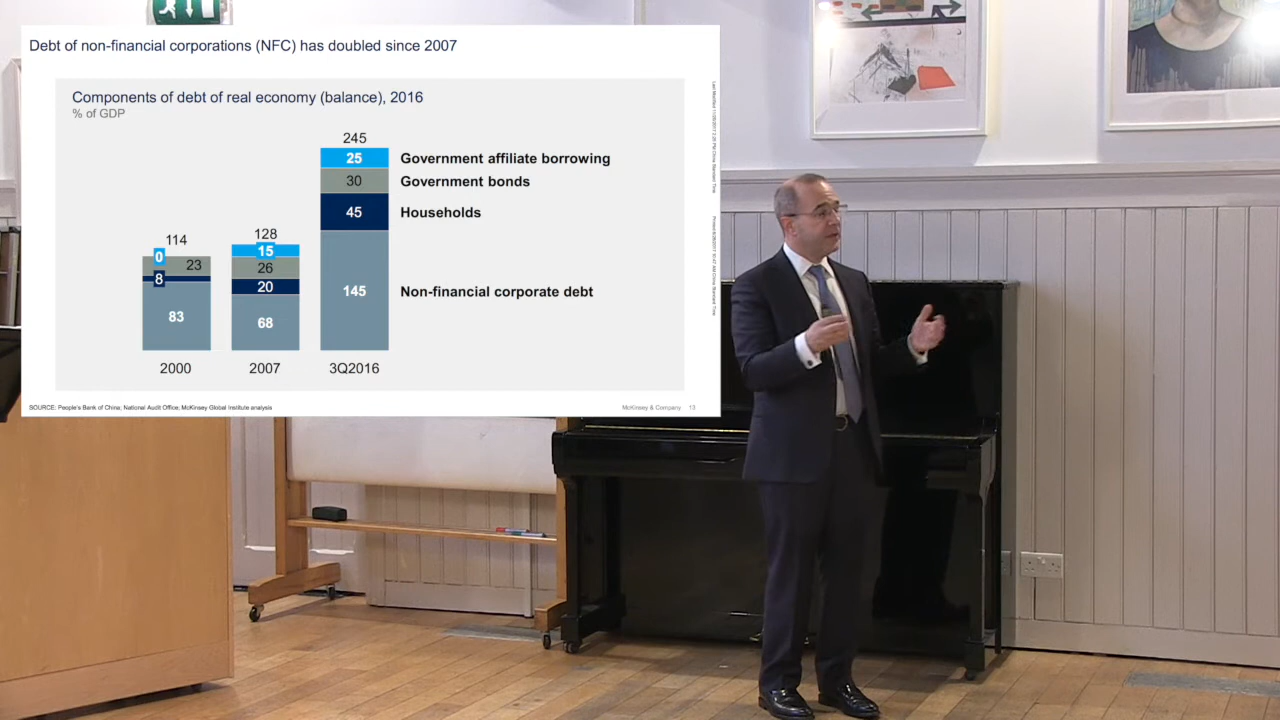 Debt of non-financial corporations (NFC) has doubled since 2007
Components of debt of real economy (balance), 2016
% of GDP
245
25 Government affiliate borrowing
30 Government bonds
45 Households
145 Non-financial corporate debt
114
0
23
8
83
128
15
26
20
68
2000 2007 3Q2016
SOURCE: People's Bank of China; National Audit Office; McKinsey Global Institute analysis
McKinsey & Company 13